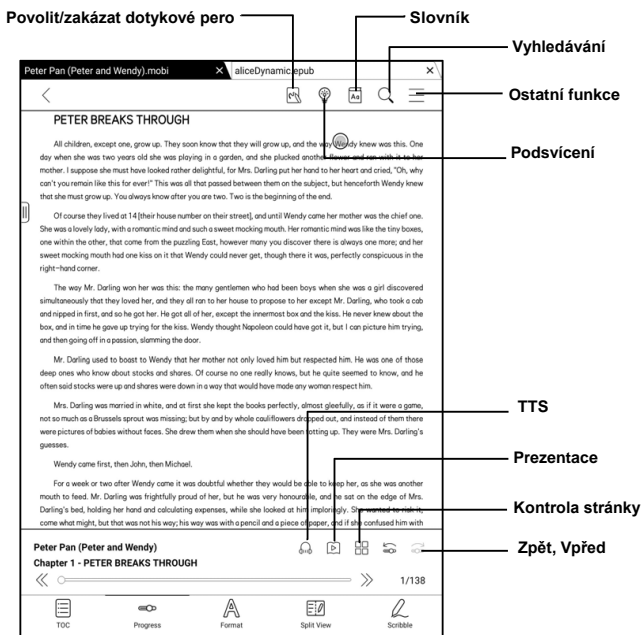 Povolit/zakázat dotykové pero
Slovník
Vyhledávání
Peter Pan (Peter and Wendy).mobi
aliceDynamic.epub
Ostatní funkce
PETER BREAKS THROUGH
All children, except one, grow up. They soon know that they will grow up, and the way Wendy knew was this. One
day when she was two years old she was playing in a garden, and she plucked another flower and ran with it to her
mother. I suppose she must have looked rather delightful, for Mrs. Darling put her hand to her heart and cried, "Oh, why
can't you remain like this for ever!" This was all that passed between them on the subject, but henceforth Wendy knew
that she must grow up. You always know after you are two. Two is the beginning of the end.
Podsvícení
Of course they lived at 14 [their house number on their street], and until Wendy came her mother was the chief one.
She was a lovely lady, with a romantic mind and such a sweet mocking mouth. Her romantic mind was like the tiny boxes,
one within the other, that come from the puzzling East, however many you discover there is always one more; and her
sweet mocking mouth had one kiss on it that Wendy could never get, though there it was, perfectly conspicuous in the
right-hand corner.
The way Mr. Darling won her was this: the many gentlemen who had been boys when she was a girl discovered
simultaneously that they loved her, and they all ran to her house to propose to her except Mr. Darling, who took a cab
and nipped in first, and so he got her. He got all of her, except the innermost box and the kiss. He never knew about the
box, and in time he gave up trying for the kiss. Wendy thought Napoleon could have got it, but I can picture him trying,
and then going off in a passion, slamming the door.
Mr. Darling used to boast to Wendy that her mother not only loved him but respected him. He was one of those
deep ones who know about stocks and shares. Of course no one really knows, but he quite seemed to know, and he
often said stocks were up and shares were down in a way that would have made any woman respect him.
Mrs. Darling was married in white, and at first she kept the books perfectly, almost gleefully, as if it were a game,
not so much as a Brussels sprout was missing; but by and by whole cauliflowers dropped out, and instead of them there
were pictures of babies without faces. She drew them when she should have been totting up. They were Mrs. Darling's
guesses.
TTS
Wendy came first, then John, then Michael.
Prezentace
For a week or two after Wendy came it was doubtful whether they would be able to keep her, as she was another
mouth to feed. Mr. Darling was frightfully proud of her, but he was very honourable, and he sat on the edge of Mrs.
Darling's bed, holding her hand and calculating expenses, while she looked at him imploringly. She wanted to risk it,
come what might, but that was not his way; his way was with a pencil and a piece of paper, and if she confused him with
Kontrola stránky
Peter Pan (Peter and Wendy)
Chapter 1 - PETER BREAKS THROUGH
Zpět, Vpřed
1/138
TOC
Progress
Format
Split View
Scribble